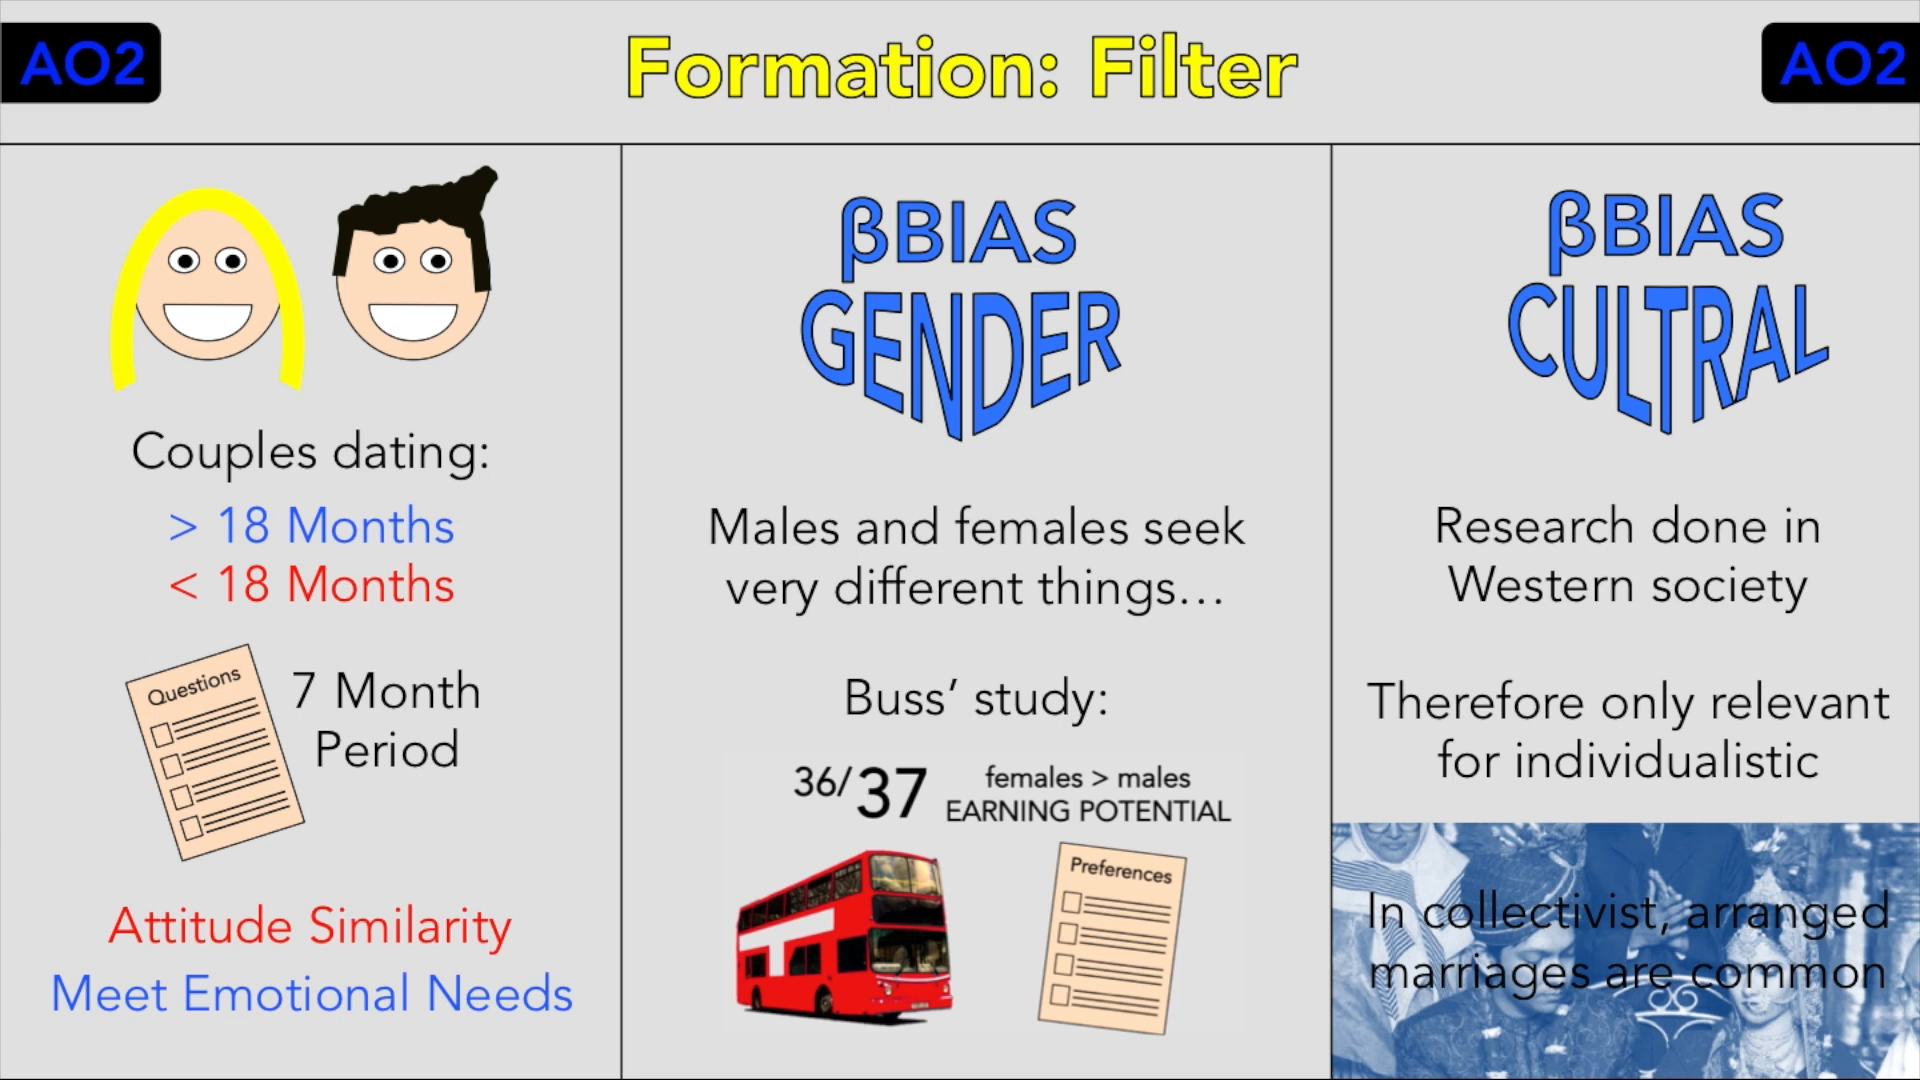 AO2
Formation: Filter
AO2
Couples dating:
> 18 Months
< 18 Months
Questions
7 Month
Period
Attitude Similarity
Meet Emotional Needs
βBIAS
GENDER
Males and females seek
very different things...
Buss’ study:
36/37
females > males
EARNING POTENTIAL
Preferences
βBIAS
CULTRAL
Research done in
Western society
Therefore only relevant
for individualistic
In collectivist, arranged
marriages are common